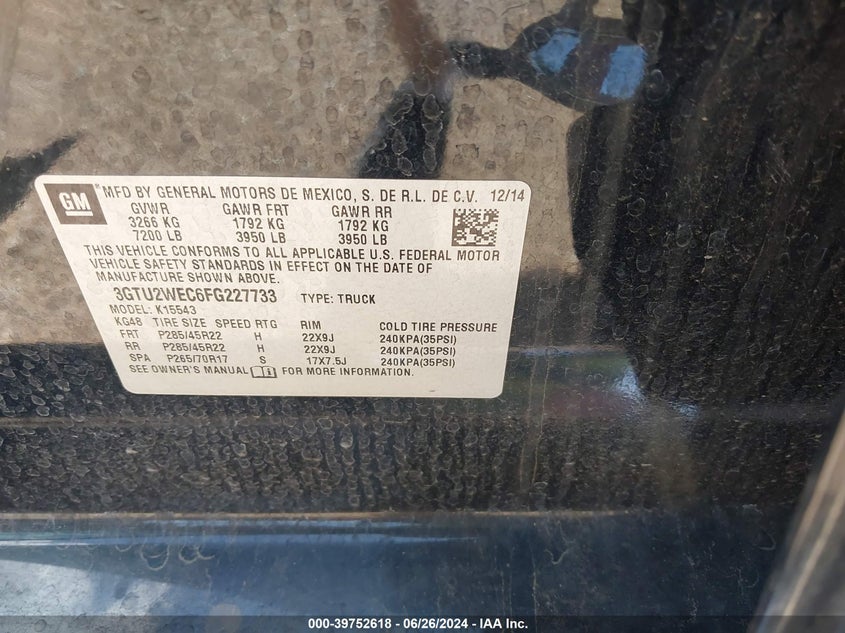 GM
MFD BY GENERAL MOTORS DE MEXICO, S. DE R.L. DE C.V. 12/14
GVWR GAWR FRT GAWR RR
3266 KG 1792 KG 1792 KG
7200 LB 3950 LB 3950 LB
THIS VEHICLE CONFORMS TO ALL APPLICABLE U.S. FEDERAL MOTOR
VEHICLE SAFETY STANDARDS IN EFFECT ON THE DATE OF
MANUFACTURE SHOWN ABOVE.
3GTU2WEC6FG227733 TYPE: TRUCK
MODEL: K15543
KG48 TIRE SIZE SPEED RTG RIM COLD TIRE PRESSURE
FRT P285/45R22 H 22X9J 240KPA(35PSI)
RR P285/45R22 H 22X9J 240KPA(35PSI)
SPA P265/70R17 S 17X7.5J 240KPA(35PSI)
SEE OWNER'S MANUAL FOR MORE INFORMATION.
000-39752618 - 06/26/2024 - IAA Inc.